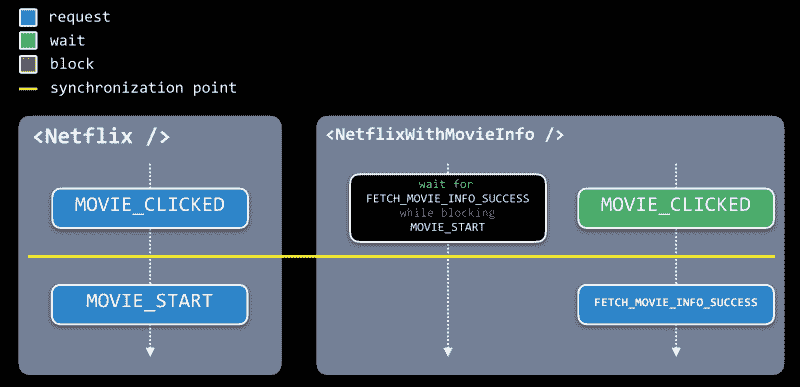 request
wait
block
synchronization point
<Netflix />
MOVIE_CLICKED
MOVIE_START
<NetflixWithMovieInfo />
wait for
FETCH_MOVIE_INFO_SUCCESS
while blocking
MOVIE_START
MOVIE_CLICKED
FETCH_MOVIE_INFO_SUCCESS